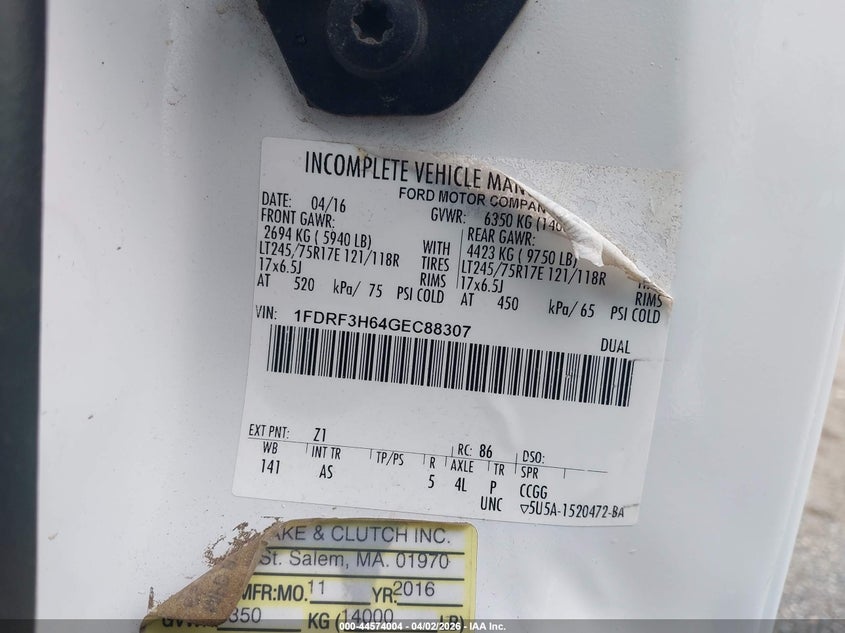 INCOMPLETE VEHICLE MAN
FORD MOTOR COMPAN
DATE: 04/16 GVWR: 6350 KG (140
FRONT GAWR: REAR GAWR:
2694 KG ( 5940 LB) WITH 4423 KG ( 9750 LB)
LT245/75R17E 121/118R TIRES LT245/75R17E 121/118R
17x6.5J RIMS 17x6.5J RIMS
AT 520 kPa/ 75 PSI COLD AT 450 kPa/ 65 PSI COLD
VIN: 1FDRF3H64GEC88307 DUAL
EXT PNT: Z1 RC: 86 DSO:
WB INT TR TP/PS R AXLE TR SPR
141 AS 5 4L P CCGG
UNC ▽5U5A-1520472-BA
AKE & CLUTCH INC.
St. Salem, MA. 01970
MFR:MO. 11 YR. 2016
350 KG (14000 LB)
000-44574004 - 04/02/2026 - IAA Inc.